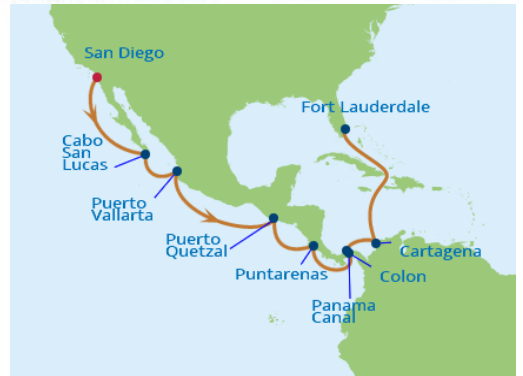 San Diego
Fort Lauderdale
Cabo
San
Lucas
Puerto
Vallarta
Puerto
Quetzal
Puntarenas
Cartagena
Colon
Panama
Canal